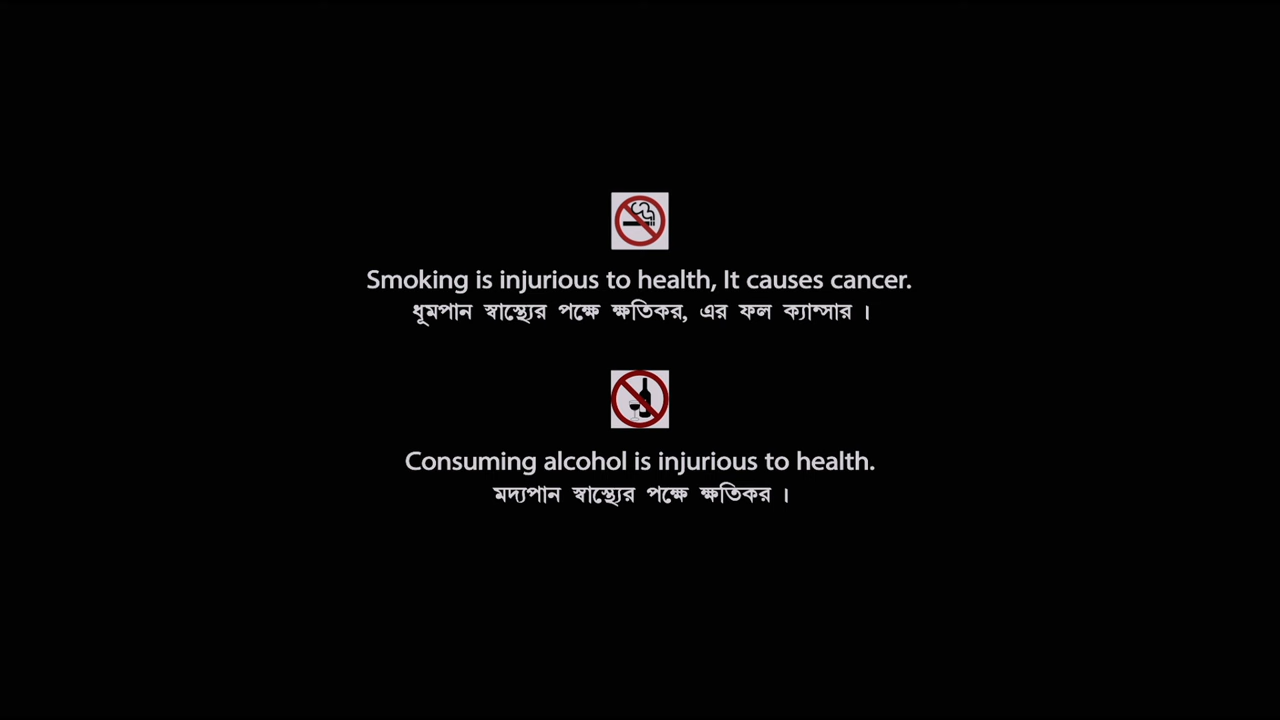 Smoking is injurious to health, It causes cancer.
ধূমপান স্বাস্থ্যের পক্ষে ক্ষতিকর, এর ফল ক্যান্সার ।
Consuming alcohol is injurious to health.
মদ্যপান স্বাস্থ্যের পক্ষে ক্ষতিকর ।